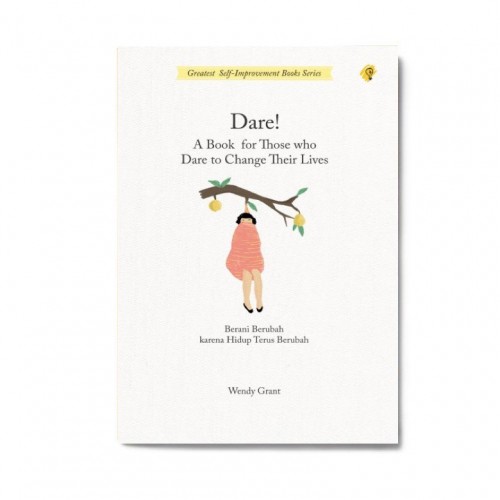 Greatest Self-Improvement Books Series
Dare!
A Book for Those who
Dare to Change Their Lives
Berani Berubah
karena Hidup Terus Berubah
Wendy Grant